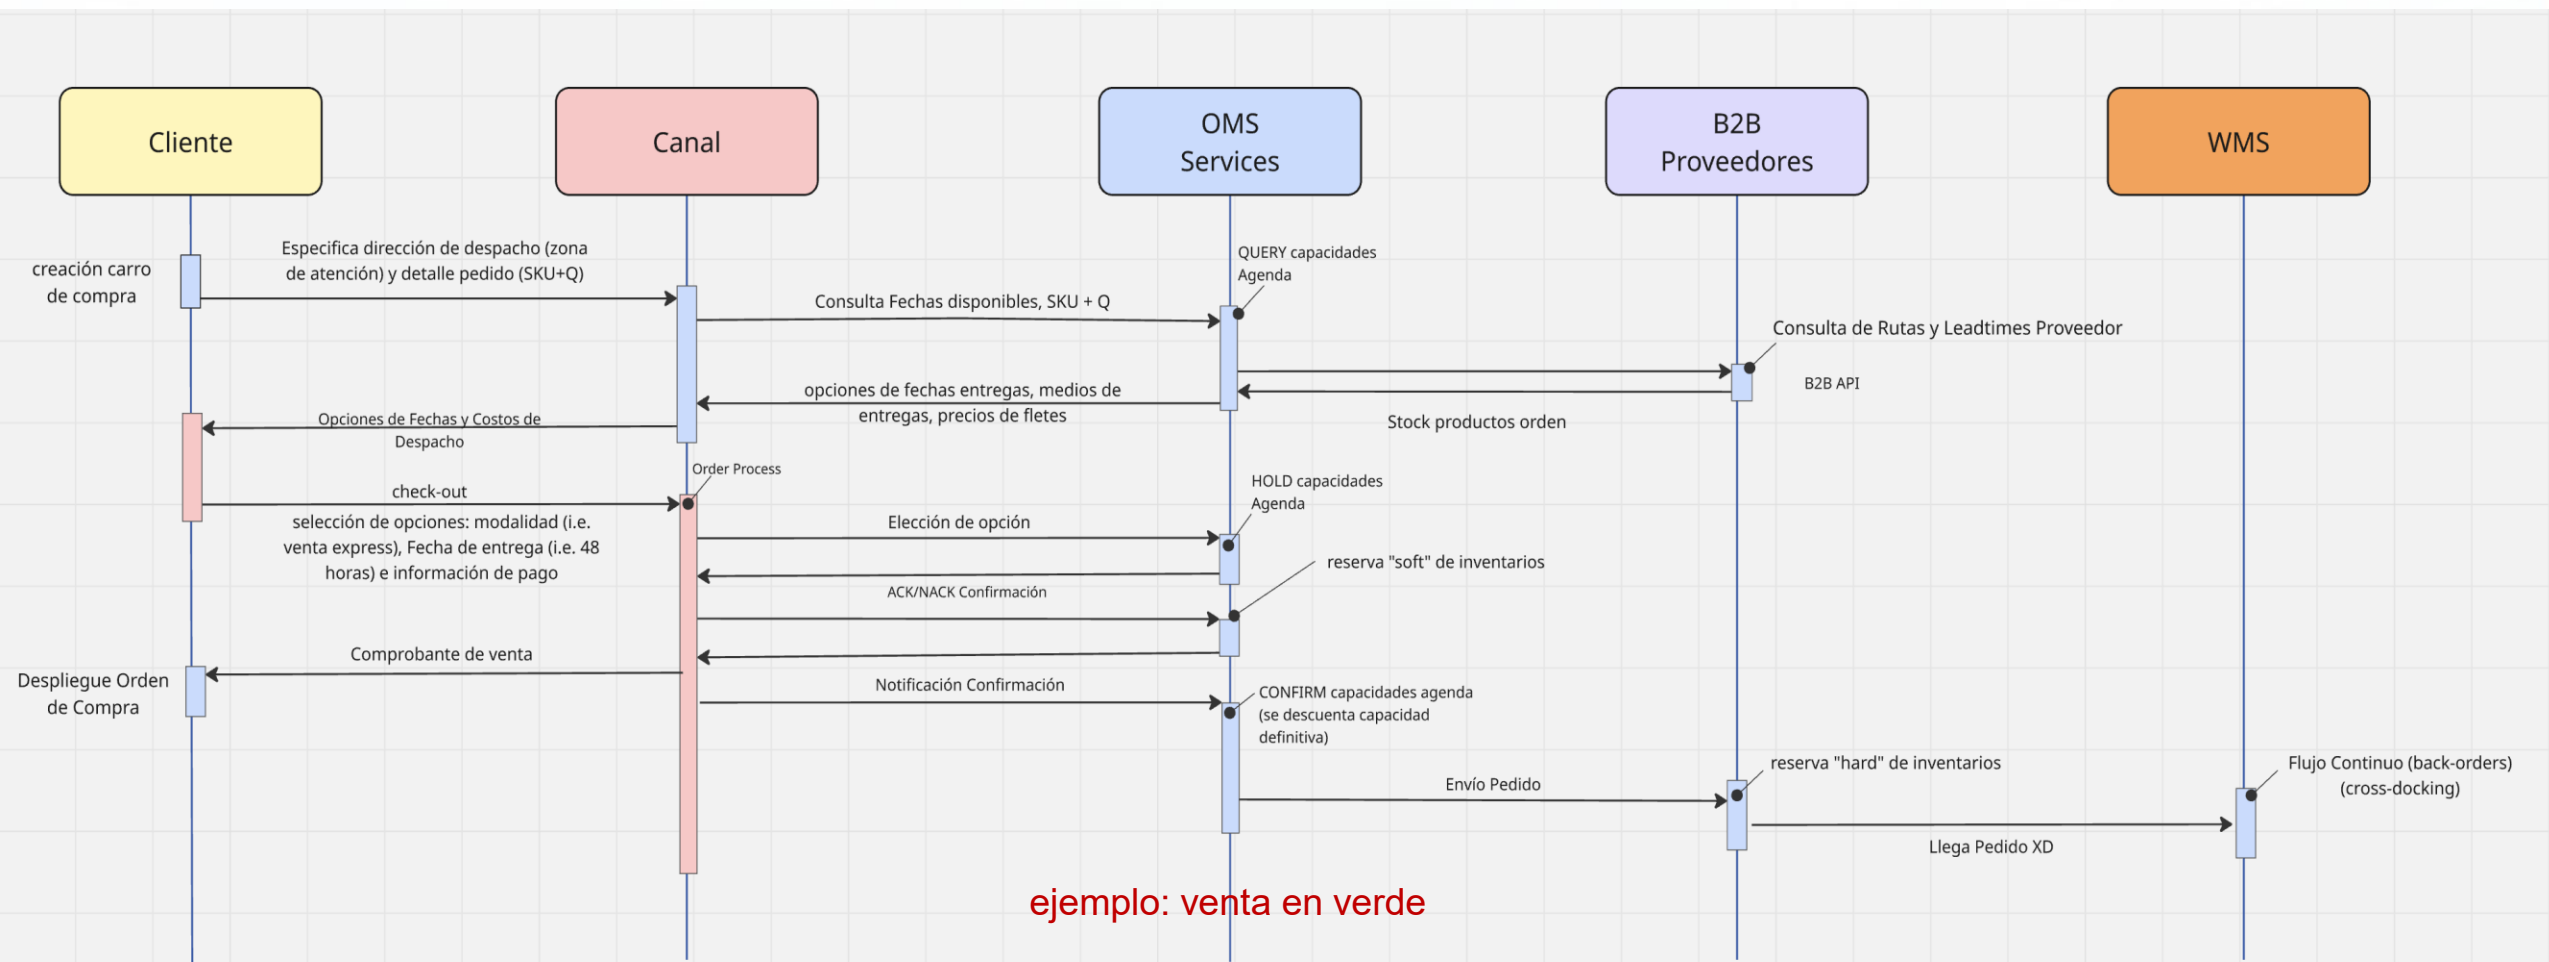 Cliente
Canal
OMS
Services
B2B
Proveedores
WMS
creación carro
de compra
Especifica dirección de despacho (zona
de atención) y detalle pedido (SKU+Q)
QUERY capacidades
Agenda
Consulta Fechas disponibles, SKU + Q
Consulta de Rutas y Leadtimes Proveedor
B2B API
opciones de fechas entregas, medios de
entregas, precios de fletes
Stock productos orden
Opciones de Fechas y Costos de
Despacho
Order Process
check-out
selección de opciones: modalidad (i.e.
venta express), Fecha de entrega (i.e. 48
horas) e información de pago
HOLD capacidades
Agenda
Elección de opción
reserva "soft" de inventarios
ACK/NACK Confirmación
Comprobante de venta
Despliegue Orden
de Compra
Notificación Confirmación
CONFIRM capacidades agenda
(se descuenta capacidad
definitiva)
Envío Pedido
reserva "hard" de inventarios
Flujo Continuo (back-orders)
(cross-docking)
Llega Pedido XD
ejemplo: venta en verde